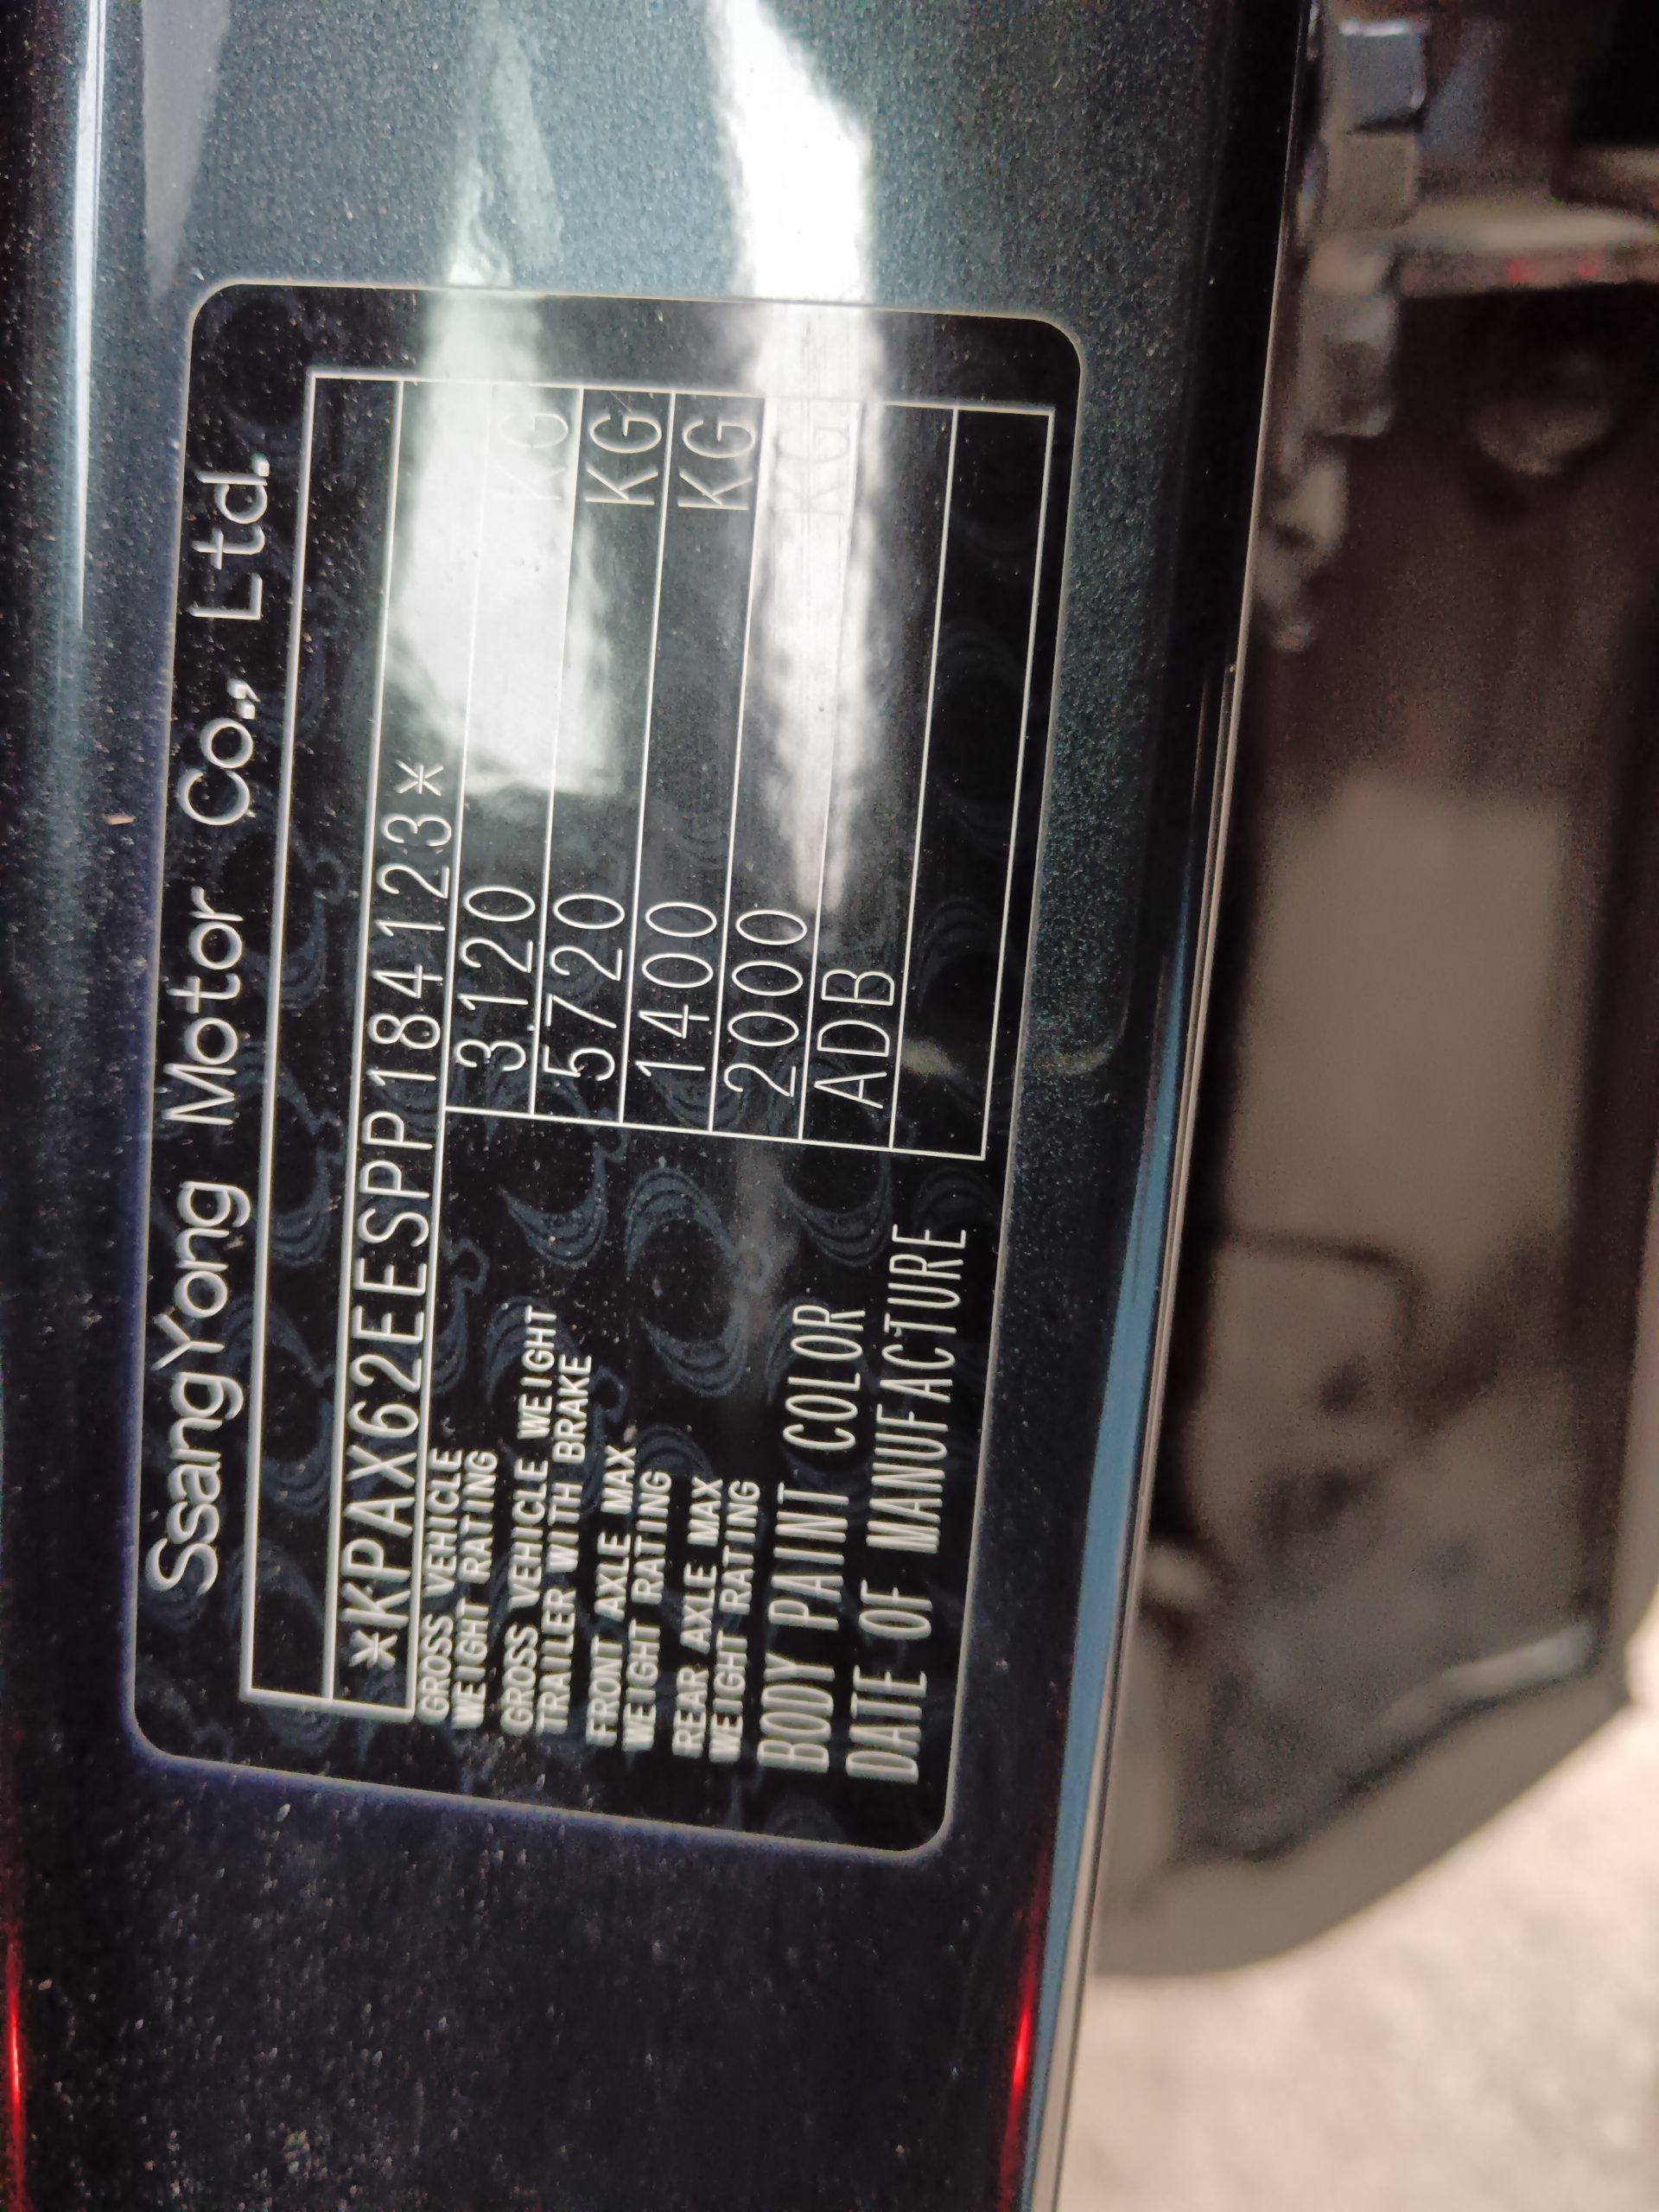 SsangYong Motor Co., Ltd.
*KPAX62EESPP184123*
GROSS VEHICLE
WEIGHT RATING
3120 KG
GROSS VEHICLE WEIGHT
TRAILER WITH BRAKE
5720 KG
FRONT AXLE MAX
WEIGHT RATING
1400 KG
REAR AXLE MAX
WEIGHT RATING
2000 KG
BODY PAINT COLOR
ADB
DATE OF MANUFACTURE